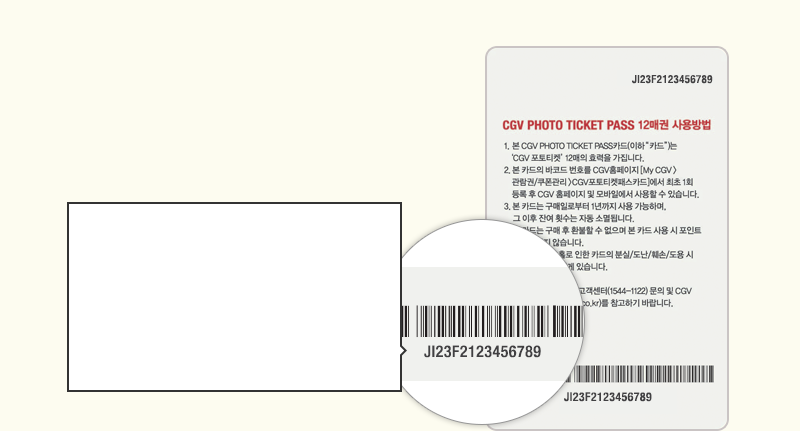 JI23F2123456789
CGV PHOTO TICKET PASS 12매권 사용방법
1. 본 CGV PHOTO TICKET PASS카드(이하 "카드")는
'CGV 포토티켓' 12매의 효력을 가집니다.
2. 본 카드의 바코드 번호를 CGV홈페이지 [My CGV 〉
관람권/쿠폰관리 〉CGV포토티켓패스카드]에서 최초 1회
등록 후 CGV 홈페이지 및 모바일에서 사용할 수 있습니다.
3. 본 카드는 구매일로부터 1년까지 사용 가능하며,
그 이후 잔여 횟수는 자동 소멸됩니다.
카드는 구매 후 환불할 수 없으며 본 카드 사용 시 포인트
않습니다.
인한 카드의 분실/도난/훼손/도용 시
있습니다.
고객센터(1544-1122) 문의 및 CGV
co.kr)를 참고하기 바랍니다.
JI23F2123456789
JI23F2123456789